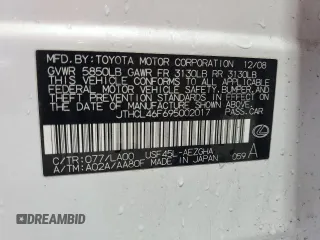 MFD.BY:TOYOTA MOTOR CORPORATION 12/08
GVWR 5850LB GAWR FR 3130LB RR 3130LB
THIS VEHICLE CONFORMS TO ALL APPLICABLE
FEDERAL MOTOR VEHICLE SAFETY, BUMPER, AND
THEFT PREVENTION STANDARDS IN EFFECT ON
THE DATE OF MANUFACTURE SHOWN ABOVE.
JTHCL46F695002017 PASS.CAR
C/TR:077/LA00 USF45L-AEZGHA
A/TM:A02A/AA80F MADE IN JAPAN 059 A
AUTOBIDMASTER